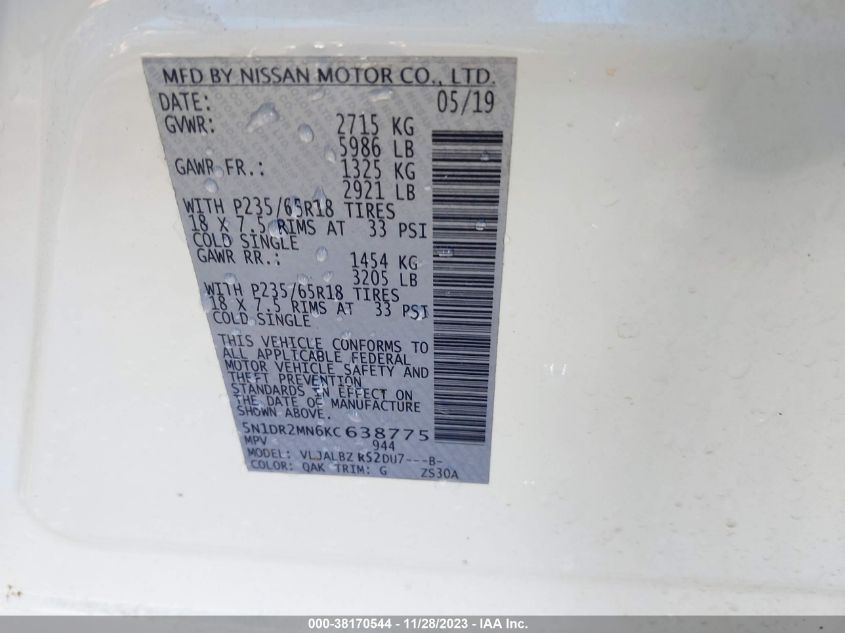 MFD BY NISSAN MOTOR CO., LTD.
DATE: 05/19
GVWR: 2715 KG
5986 LB
GAWR FR.: 1325 KG
2921 LB
WITH P235/65R18 TIRES
18 X 7.5 RIMS AT 33 PSI
COLD SINGLE
GAWR RR.: 1454 KG
3205 LB
WITH P235/65R18 TIRES
18 X 7.5 RIMS AT 33 PSI
COLD SINGLE
THIS VEHICLE CONFORMS TO
ALL APPLICABLE FEDERAL
MOTOR VEHICLE SAFETY AND
THEFT PREVENTION
STANDARDS IN EFFECT ON
THE DATE OF MANUFACTURE
SHOWN ABOVE.
5N1DR2MN6KC638775
MPV 944
MODEL: VLJALBZ R52DU7---B-
COLOR: QAK TRIM: G ZS30A
000-38170544 - 11/28/2023 - IAA Inc.